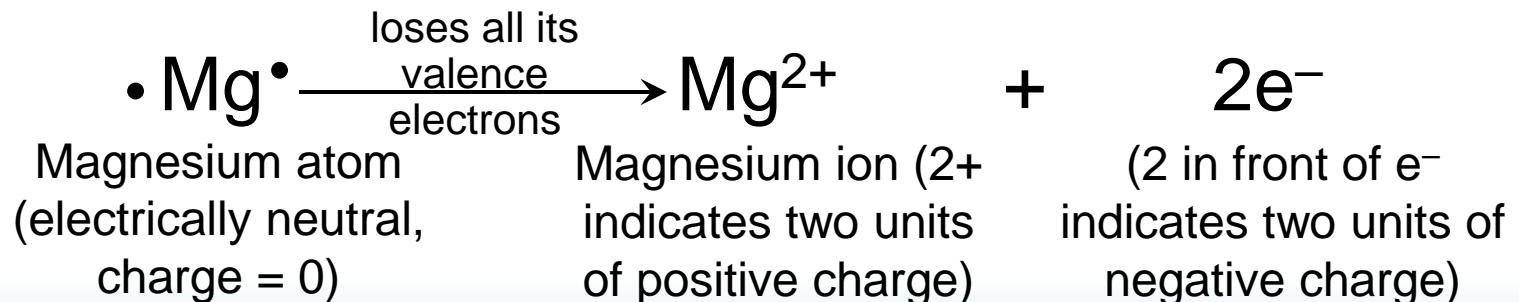 loses all its
valence
electrons
• Mg• ⟶ Mg²⁺ + 2e⁻
Magnesium atom
(electrically neutral,
charge = 0)
Magnesium ion (2+
indicates two units
of positive charge)
(2 in front of e⁻
indicates two units of
negative charge)